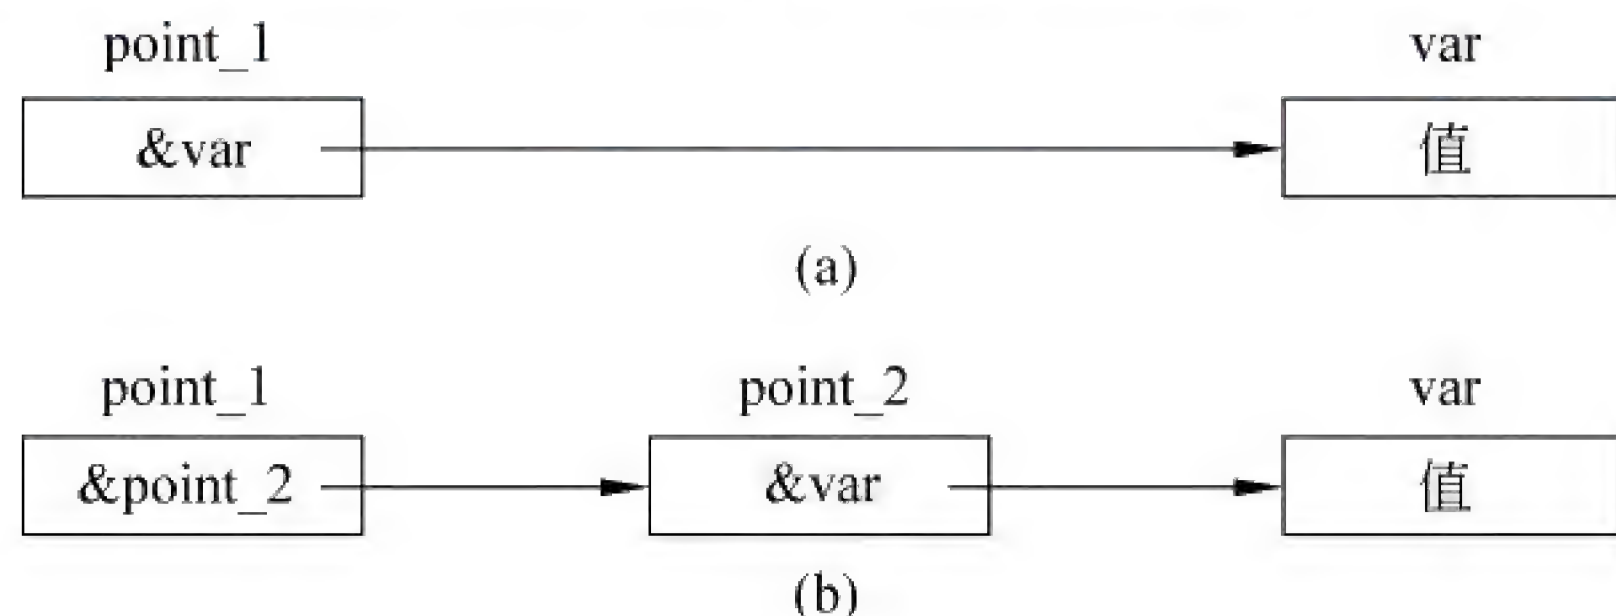 point_1 var
&var 值
(a)
point_1 point_2 var
&point_2 &var 值
(b)